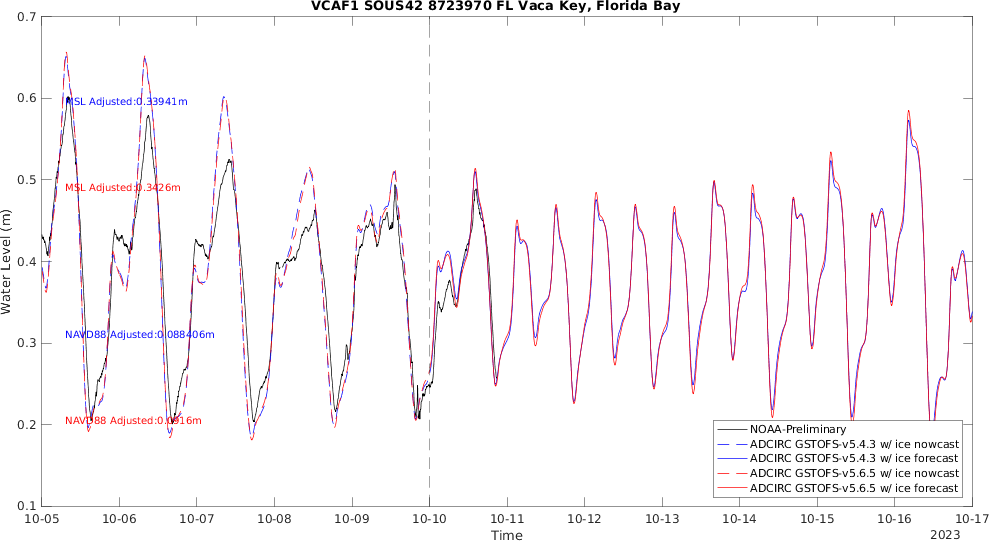 VCAF1 SOUS42 8723970 FL Vaca Key, Florida Bay
0.7
0.6
0.5
0.4
0.3
0.2
0.1
Water Level (m)
MSL Adjusted:0.33941m
MSL Adjusted:0.3426m
NAVD88 Adjusted:0.088406m
NAVD88 Adjusted:0.0916m
NOAA-Preliminary
ADCIRC GSTOFS-v5.4.3 w/ ice nowcast
ADCIRC GSTOFS-v5.4.3 w/ ice forecast
ADCIRC GSTOFS-v5.6.5 w/ ice nowcast
ADCIRC GSTOFS-v5.6.5 w/ ice forecast
10-05 10-06 10-07 10-08 10-09 10-10 10-11 10-12 10-13 10-14 10-15 10-16 10-17
Time
2023